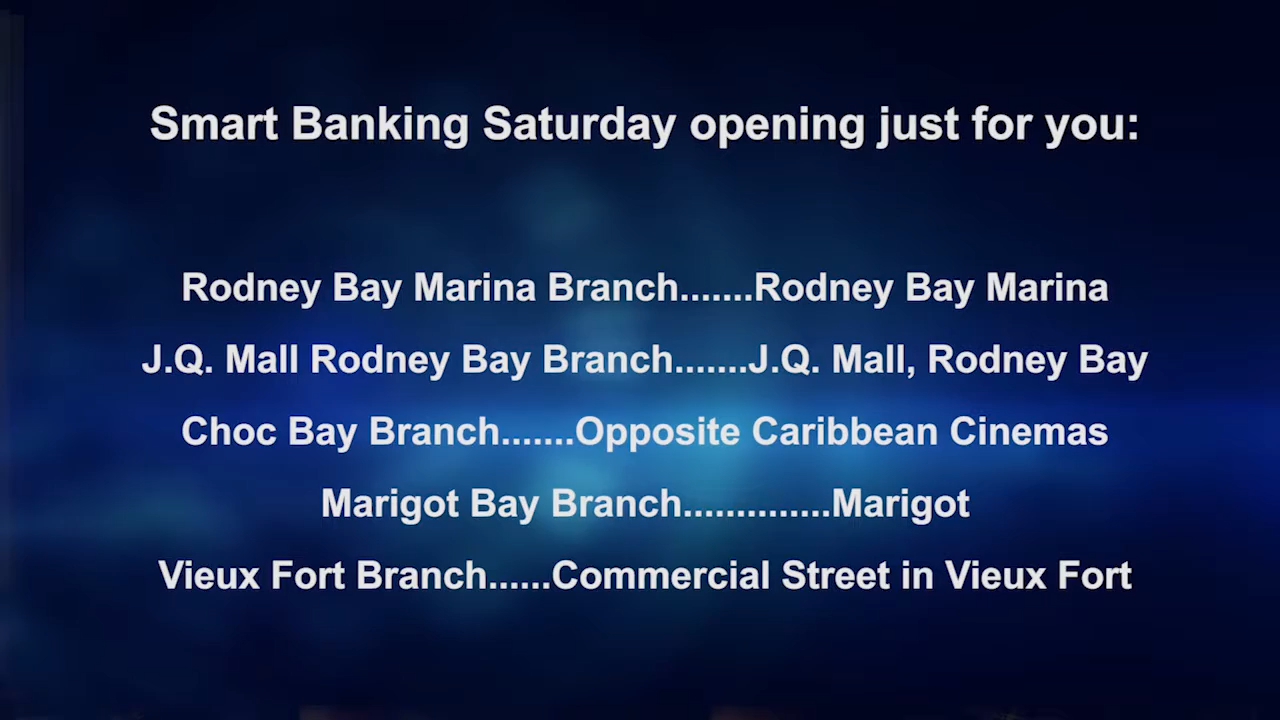 Smart Banking Saturday opening just for you:
Rodney Bay Marina Branch.......Rodney Bay Marina
J.Q. Mall Rodney Bay Branch.......J.Q. Mall, Rodney Bay
Choc Bay Branch.......Opposite Caribbean Cinemas
Marigot Bay Branch..............Marigot
Vieux Fort Branch......Commercial Street in Vieux Fort